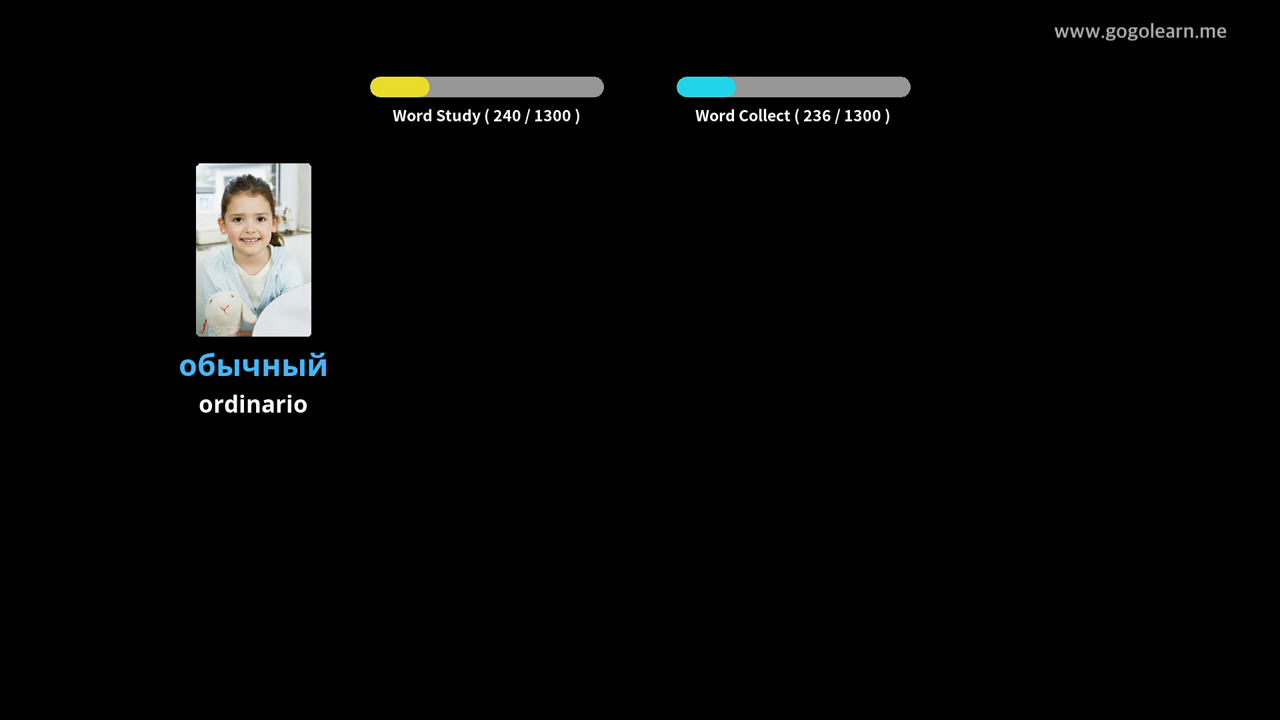 www.gogolearn.me
Word Study ( 240 / 1300 )
Word Collect ( 236 / 1300 )
обычный
ordinario